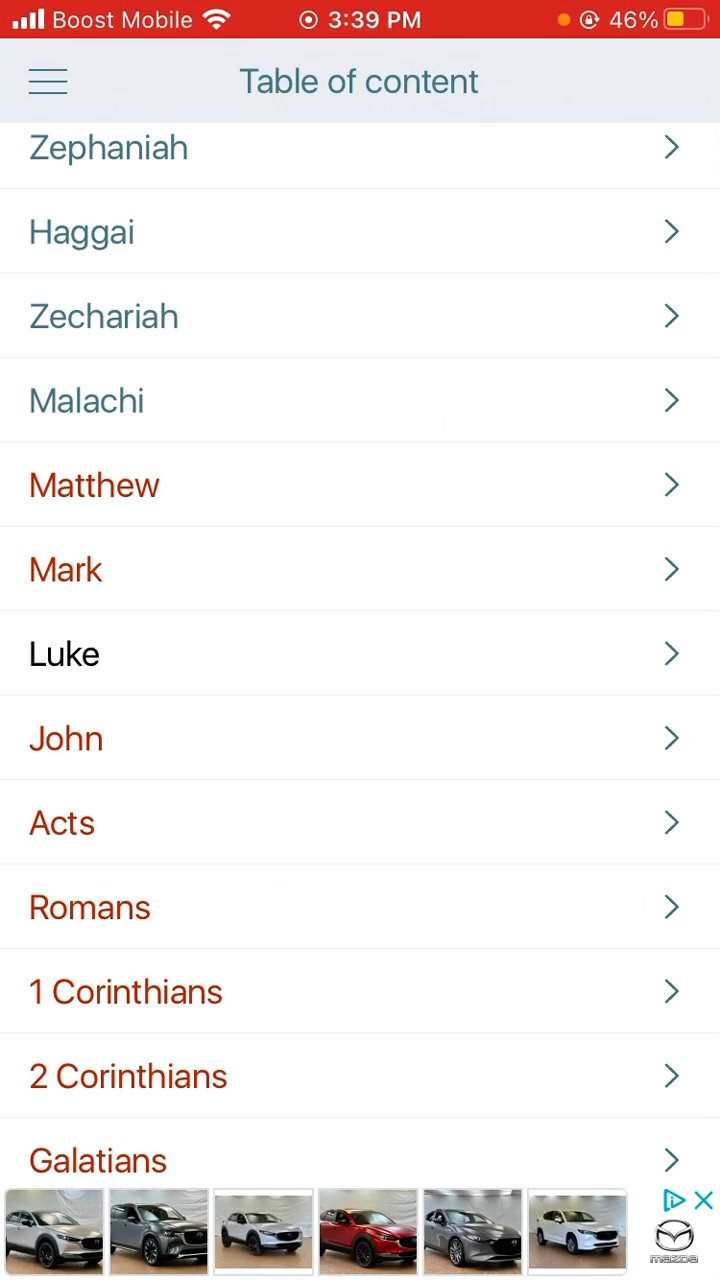 Boost Mobile 3:39 PM 46%
Table of content
Zephaniah
Haggai
Zechariah
Malachi
Matthew
Mark
Luke
John
Acts
Romans
1 Corinthians
2 Corinthians
Galatians
mazda